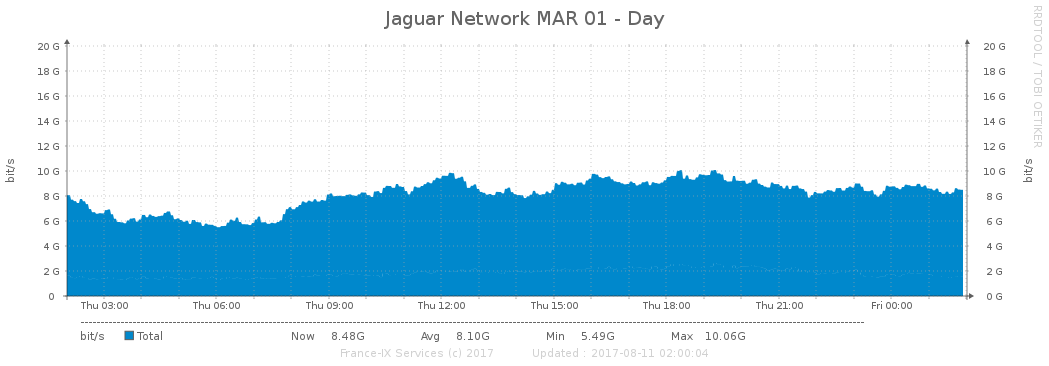 Jaguar Network MAR 01 - Day
RRDTOOL / TOBI OETIKER
20 G 20 G
18 G 18 G
16 G 16 G
14 G 14 G
12 G 12 G
10 G 10 G
8 G 8 G
6 G 6 G
4 G 4 G
2 G 2 G
0 0 G
bit/s
bit/s
Thu 03:00 Thu 06:00 Thu 09:00 Thu 12:00 Thu 15:00 Thu 18:00 Thu 21:00 Fri 00:00
bit/s Total Now 8.48G Avg 8.10G Min 5.49G Max 10.06G
France-IX Services (c) 2017 Updated : 2017-08-11 02:00:04